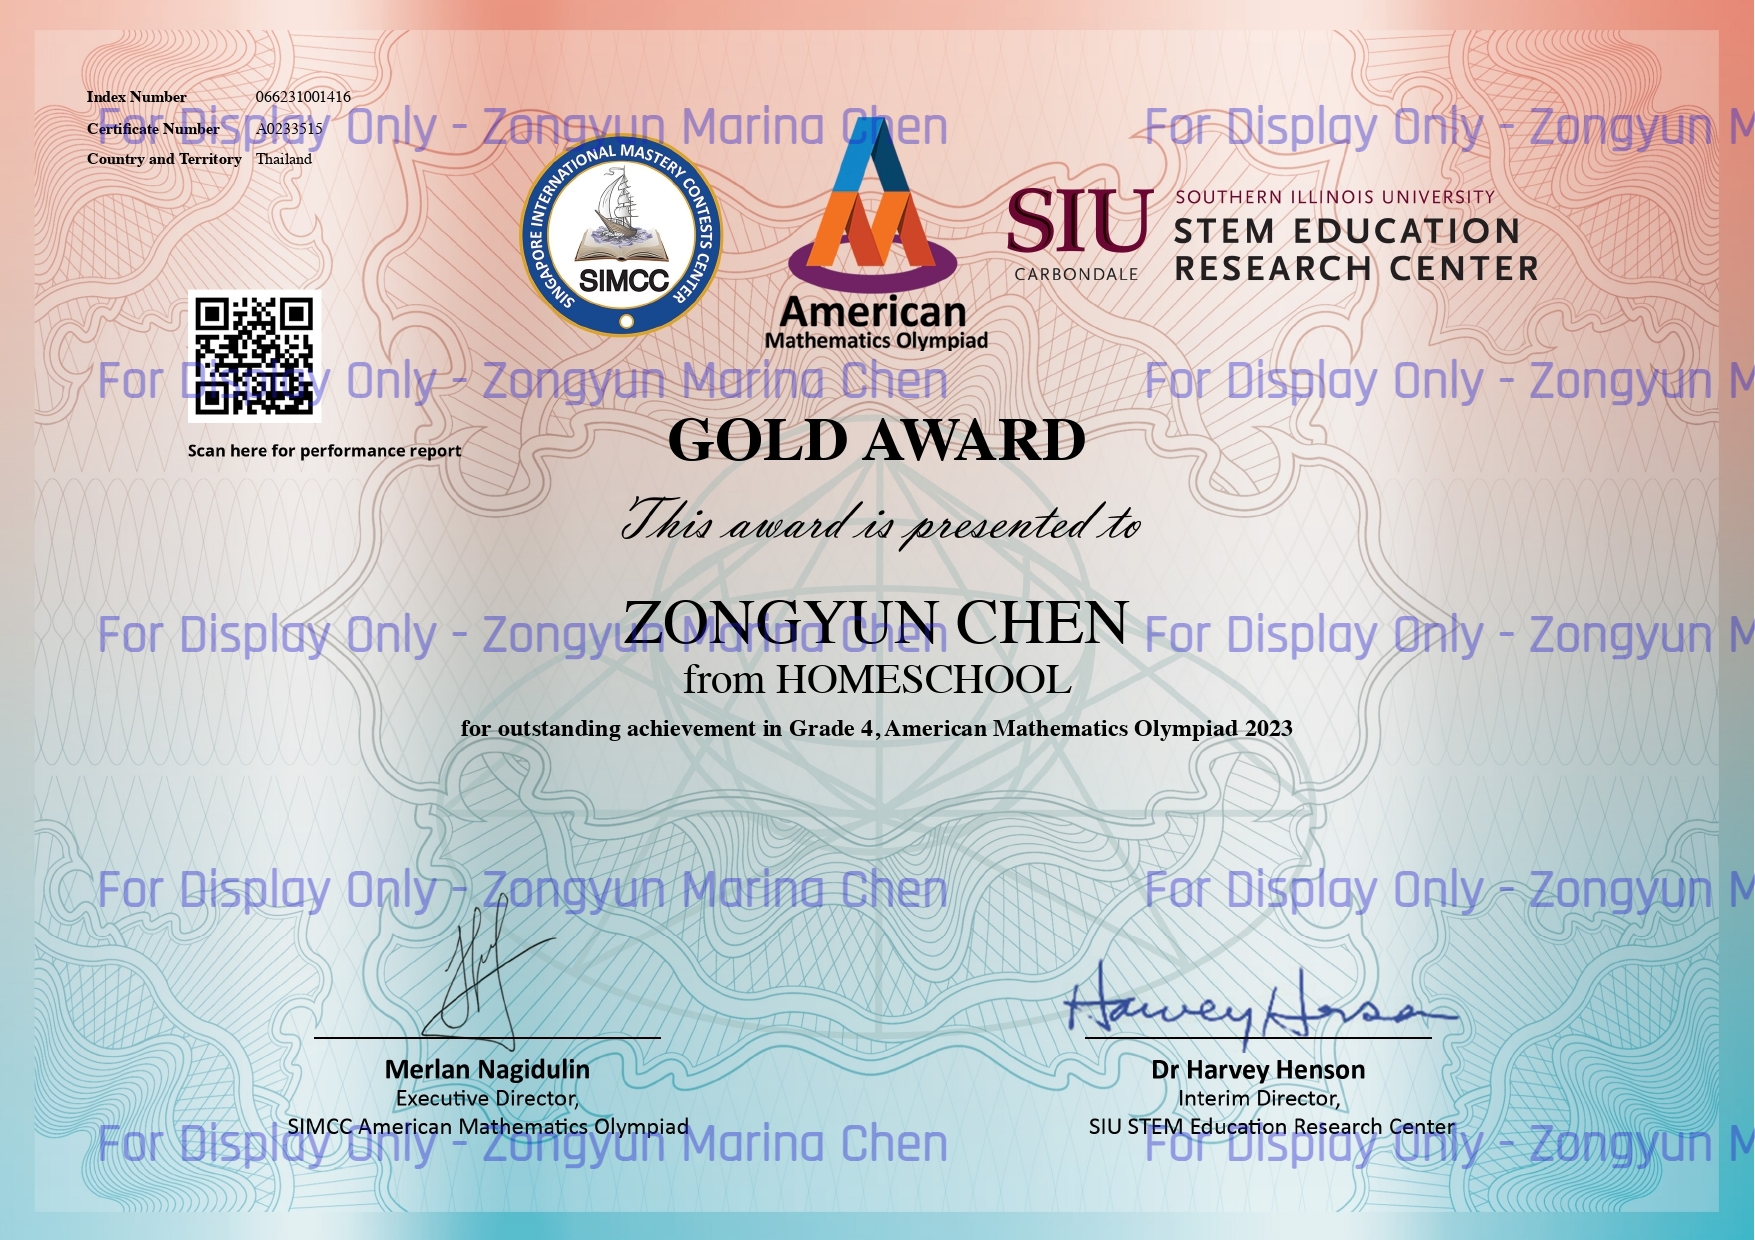 Index Number 066231001416
Certificate Number A0233515
Country and Territory Thailand
For Display Only - Zongyun Marina Chen For Display Only - Zongyun M
SINGAPORE INTERNATIONAL MASTERY CONTESTS CENTER
SIMCC
American
Mathematics Olympiad
SIU
CARBONDALE
SOUTHERN ILLINOIS UNIVERSITY
STEM EDUCATION
RESEARCH CENTER
For Display Only - Zongyun Marina Chen For Display Only - Zongyun M
Scan here for performance report
GOLD AWARD
This award is presented to
ZONGYUN CHEN
For Display Only - Zongyun Marina Chen For Display Only - Zongyun M
from HOMESCHOOL
for outstanding achievement in Grade 4, American Mathematics Olympiad 2023
For Display Only - Zongyun Marina Chen For Display Only - Zongyun M
Harvey Henson
Merlan Nagidulin
Executive Director,
SIMCC American Mathematics Olympiad
Dr Harvey Henson
Interim Director,
SIU STEM Education Research Center
For Display Only - Zongyun Marina Chen For Display Only - Zongyun M